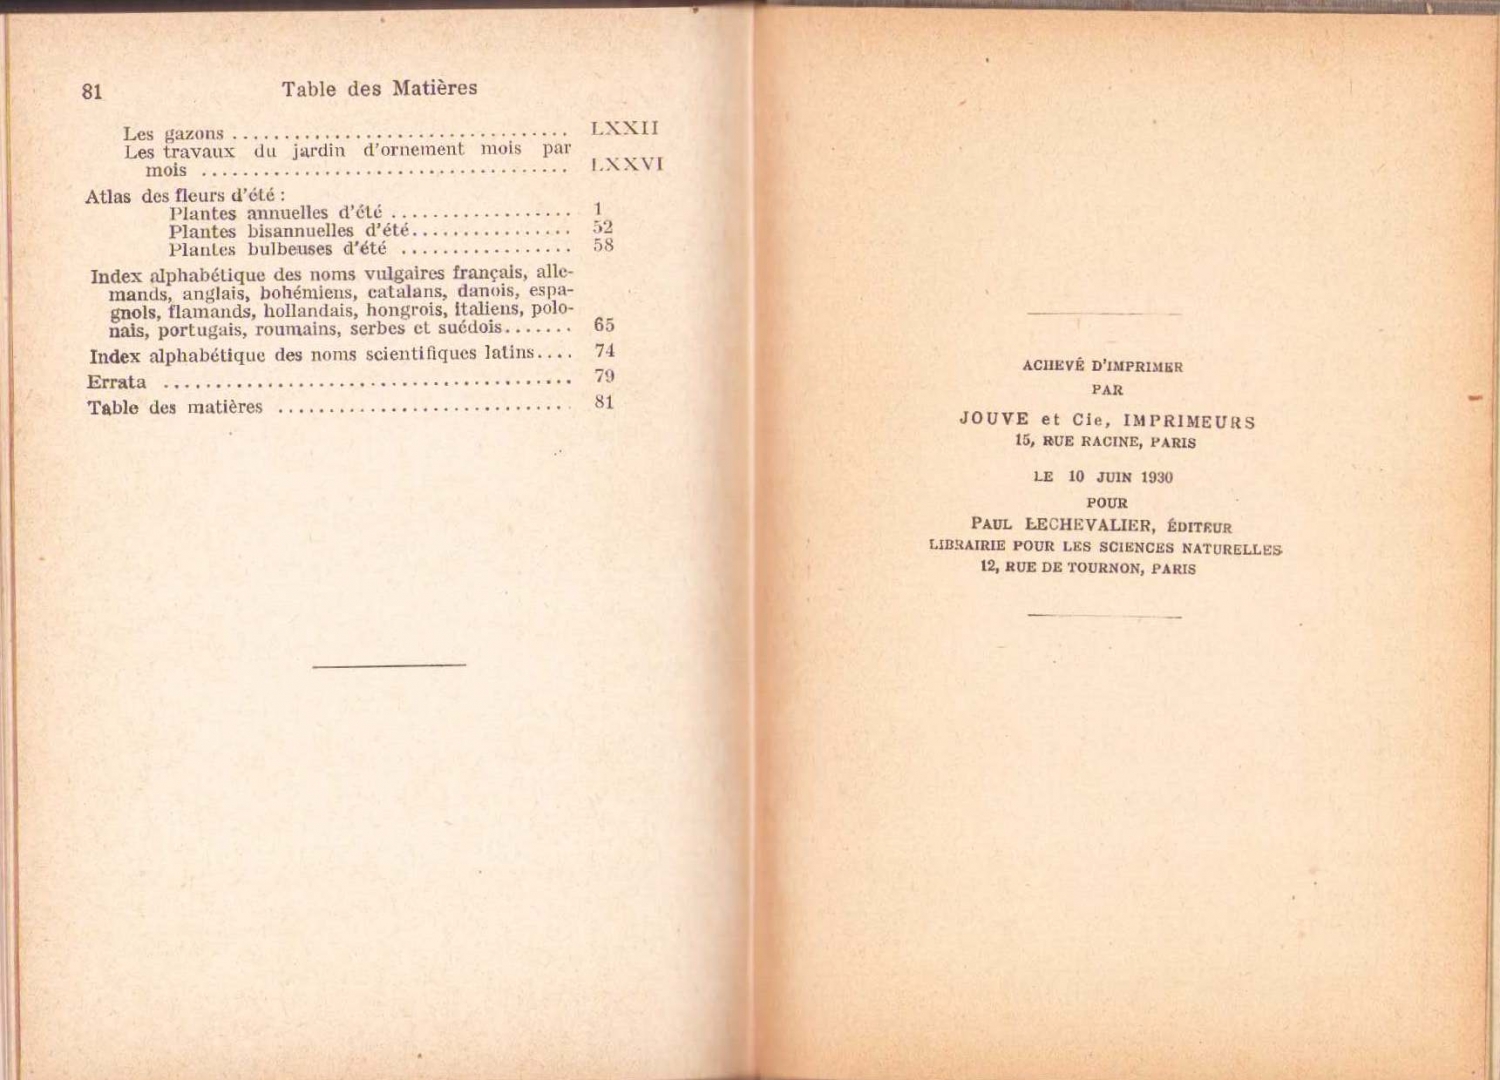 81 Table des Matières
Les gazons ................................ LXXII
Les travaux du jardin d'ornement mois par
mois ................................... LXXVI
Atlas des fleurs d'été :
Plantes annuelles d'été .................. 1
Plantes bisannuelles d'été................ 52
Plantes bulbeuses d'été ................. 58
Index alphabétique des noms vulgaires français, alle-
mands, anglais, bohémiens, catalans, danois, espa-
gnols, flamands, hollandais, hongrois, italiens, polo-
nais, portugais, roumains, serbes et suédois....... 65
Index alphabétique des noms scientifiques latins.... 74
Errata ....................................... 79
Table des matières ............................ 81
ACHEVÉ D'IMPRIMER
PAR
JOUVE et Cie, IMPRIMEURS
15, RUE RACINE, PARIS
LE 10 JUIN 1930
POUR
PAUL LECHEVALIER, ÉDITEUR
LIBRAIRIE POUR LES SCIENCES NATURELLES
12, RUE DE TOURNON, PARIS